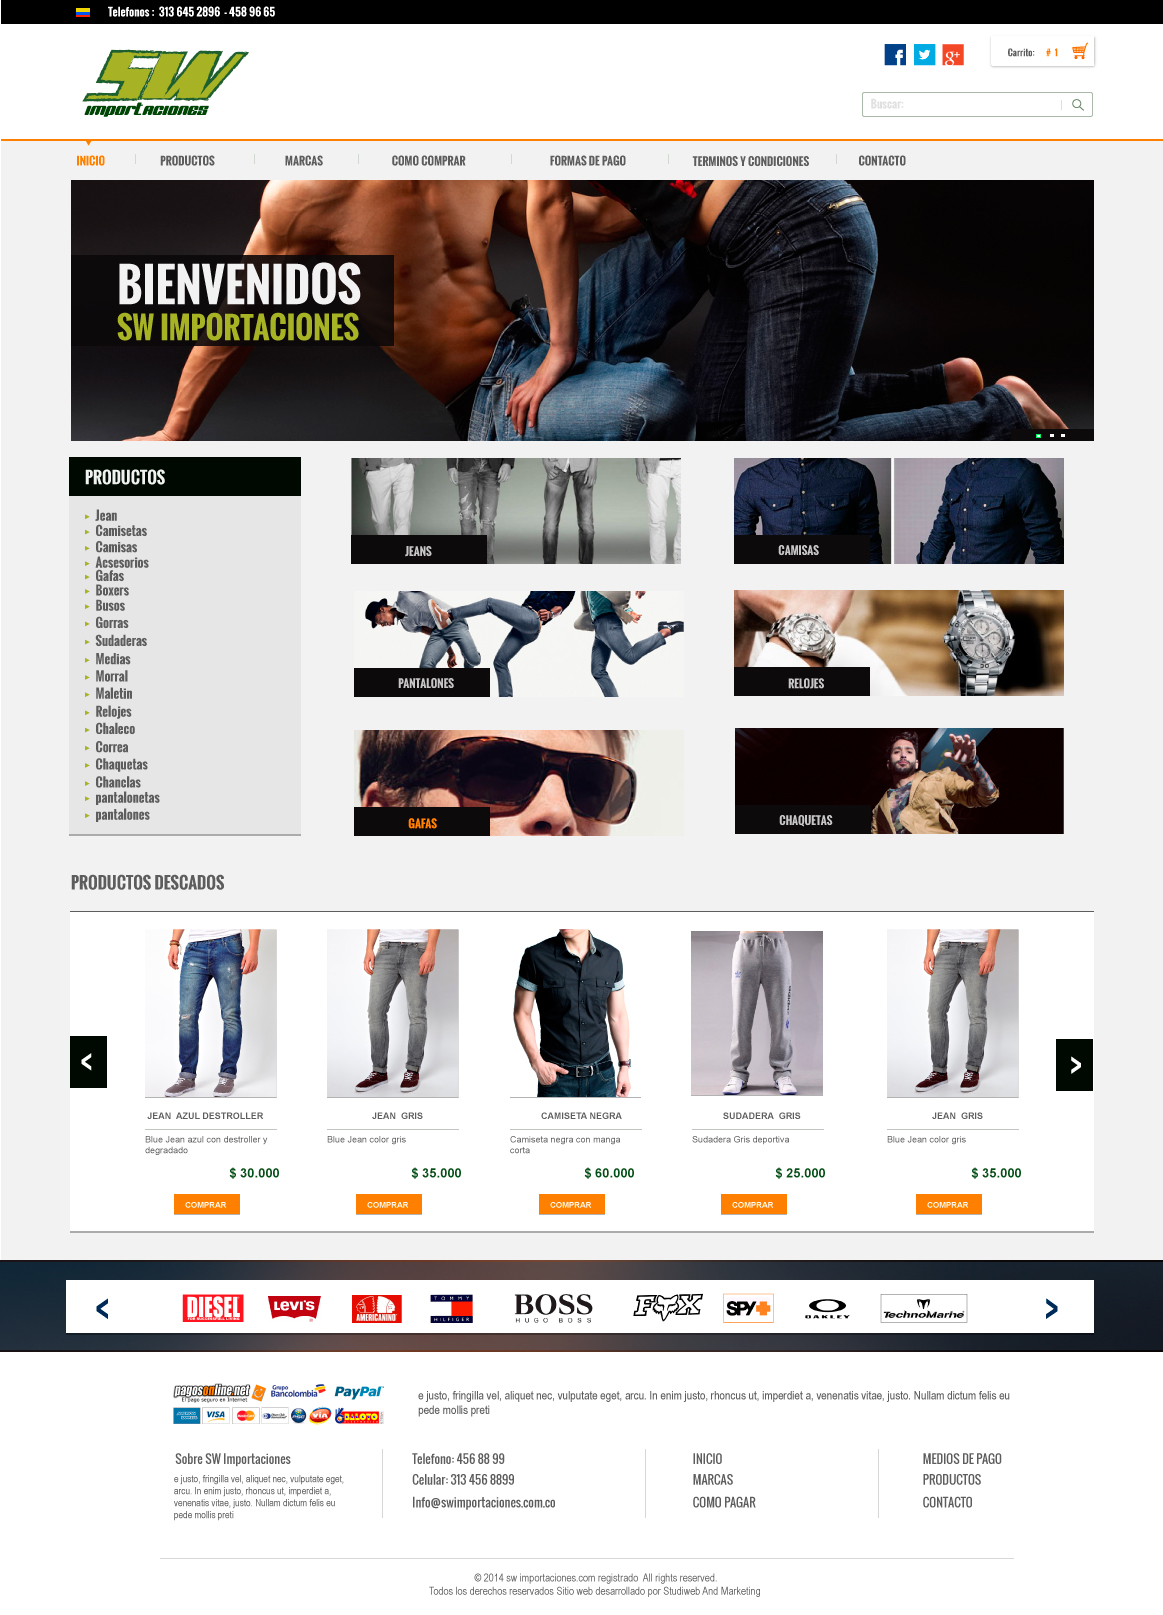 Telefonos : 313 645 2896 - 458 96 65
SW
importaciones
Carrito: # 1
Buscar:
INICIO PRODUCTOS MARCAS COMO COMPRAR FORMAS DE PAGO TERMINOS Y CONDICIONES CONTACTO
BIENVENIDOS
SW IMPORTACIONES
PRODUCTOS
Jean
Camisetas
Camisas
Acsesorios
Gafas
Boxers
Busos
Gorras
Sudaderas
Medias
Morral
Maletin
Relojes
Chaleco
Correa
Chaquetas
Chanclas
pantalonetas
pantalones
JEANS
CAMISAS
PANTALONES
RELOJES
GAFAS
CHAQUETAS
PRODUCTOS DESCADOS
JEAN AZUL DESTROLLER
Blue Jean azul con destroller y
degradado
$ 30.000
COMPRAR
JEAN GRIS
Blue Jean color gris
$ 35.000
COMPRAR
CAMISETA NEGRA
Camiseta negra con manga
corta
$ 60.000
COMPRAR
SUDADERA GRIS
Sudadera Gris deportiva
$ 25.000
COMPRAR
JEAN GRIS
Blue Jean color gris
$ 35.000
COMPRAR
DIESEL
FOR SUCCESSFUL LIVING
LEVI'S
AMERICANINO
TOMMY
HILFIGER
BOSS
HUGO BOSS
FOX
SPY+
OAKLEY
TechnoMarine
pagosonline.net
El Pago seguro en Internet
Grupo
Bancolombia
PayPal
VISA
VIA
BALOTO
e justo, fringilla vel, aliquet nec, vulputate eget, arcu. In enim justo, rhoncus ut, imperdiet a, venenatis vitae, justo. Nullam dictum felis eu
pede mollis preti
Sobre SW Importaciones
e justo, fringilla vel, aliquet nec, vulputate eget,
arcu. In enim justo, rhoncus ut, imperdiet a,
venenatis vitae, justo. Nullam dictum felis eu
pede mollis preti
Telefono: 456 88 99
Celular: 313 456 8899
Info@swimportaciones.com.co
INICIO
MARCAS
COMO PAGAR
MEDIOS DE PAGO
PRODUCTOS
CONTACTO
© 2014 sw importaciones.com registrado All rights reserved.
Todos los derechos reservados Sitio web desarrollado por Studiweb And Marketing